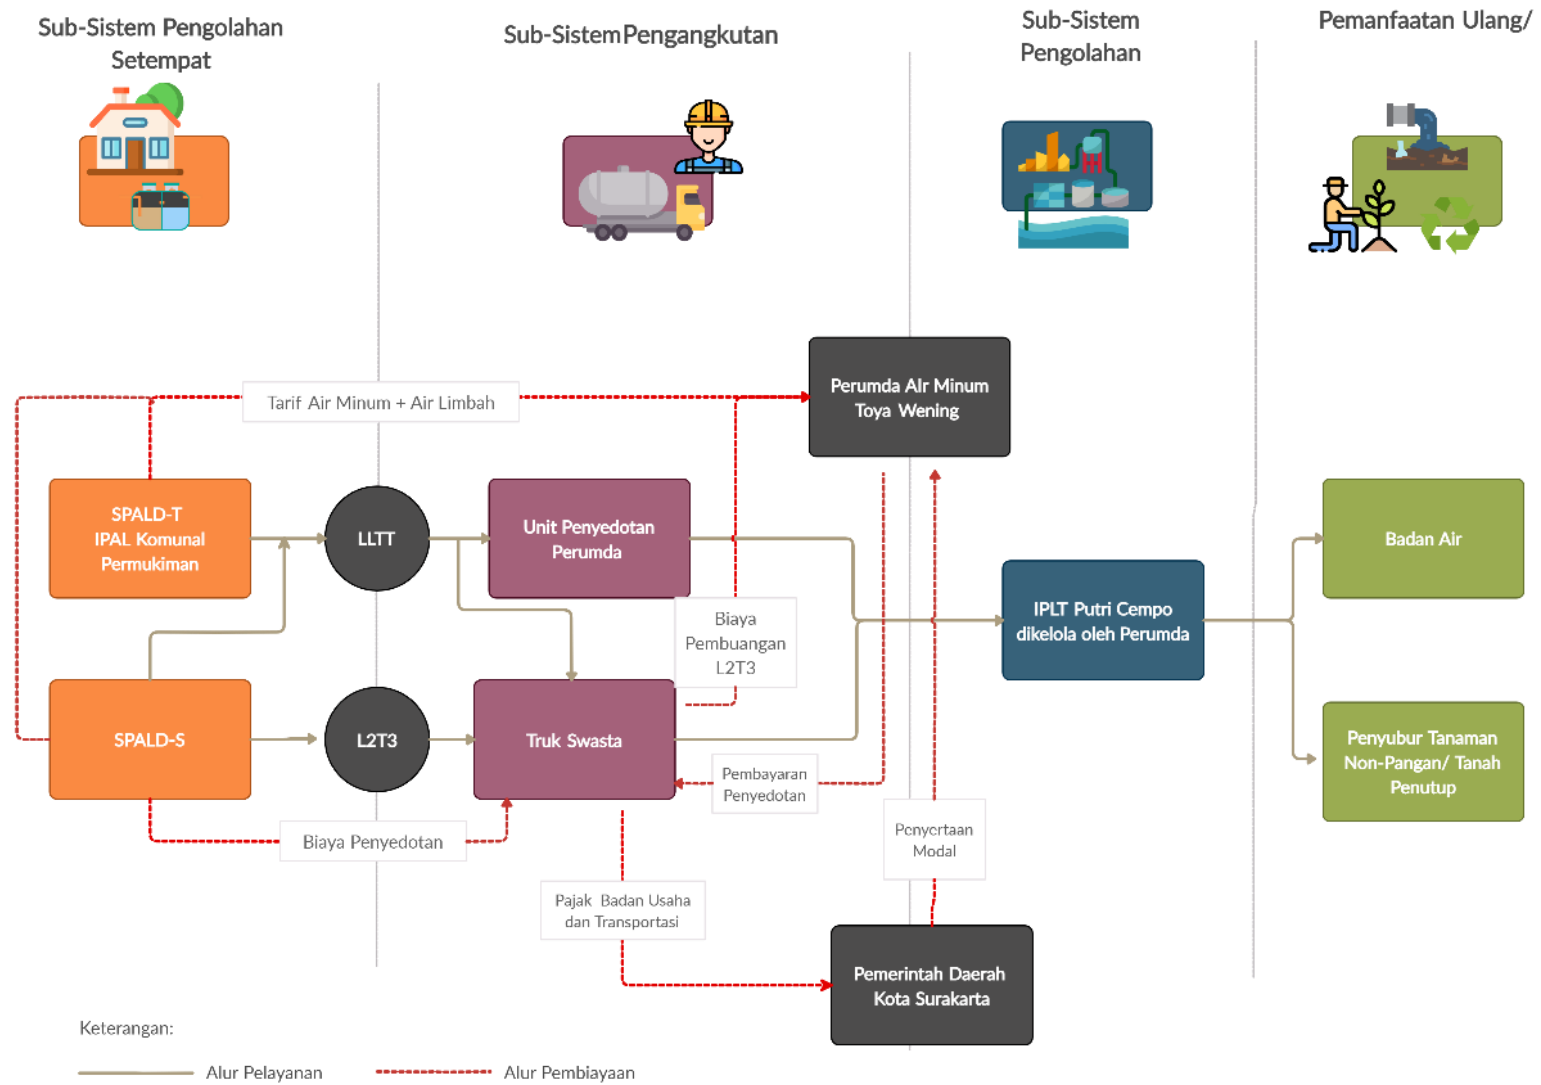 Sub-Sistem Pengolahan
Setempat
Sub-Sistem Pengangkutan
Sub-Sistem
Pengolahan
Pemanfaatan Ulang/
Tarif Air Minum + Air Limbah
Perumda AIr Minum
Toya Wening
SPALD-T
IPAL Komunal
Permukiman
LLTT
Unit Penyedotan
Perumda
Badan Air
Biaya
Pembuangan
L2T3
IPLT Putri Cempo
dikelola oleh Perumda
SPALD-S
L2T3
Truk Swasta
Penyubur Tanaman
Non-Pangan/ Tanah
Penutup
Pembayaran
Penyedotan
Biaya Penyedotan
Penyertaan
Modal
Pajak Badan Usaha
dan Transportasi
Pemerintah Daerah
Kota Surakarta
Keterangan:
Alur Pelayanan
Alur Pembiayaan